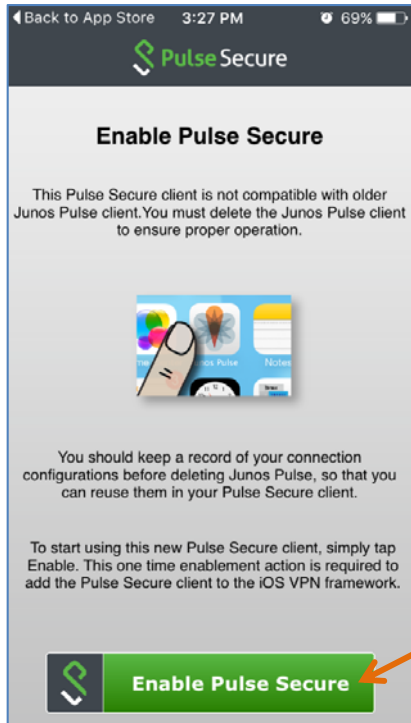 Back to App Store 3:27 PM 69%
Pulse Secure
Enable Pulse Secure
This Pulse Secure client is not compatible with older
Junos Pulse client.You must delete the Junos Pulse client
to ensure proper operation.
Junos Pulse
Notes
You should keep a record of your connection
configurations before deleting Junos Pulse, so that you
can reuse them in your Pulse Secure client.
To start using this new Pulse Secure client, simply tap
Enable. This one time enablement action is required to
add the Pulse Secure client to the iOS VPN framework.
Enable Pulse Secure